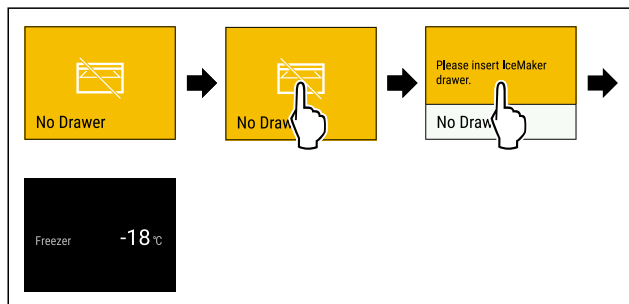 No Drawer
No Draw
Please insert IceMaker
drawer.
No Draw
Freezer -18 °C